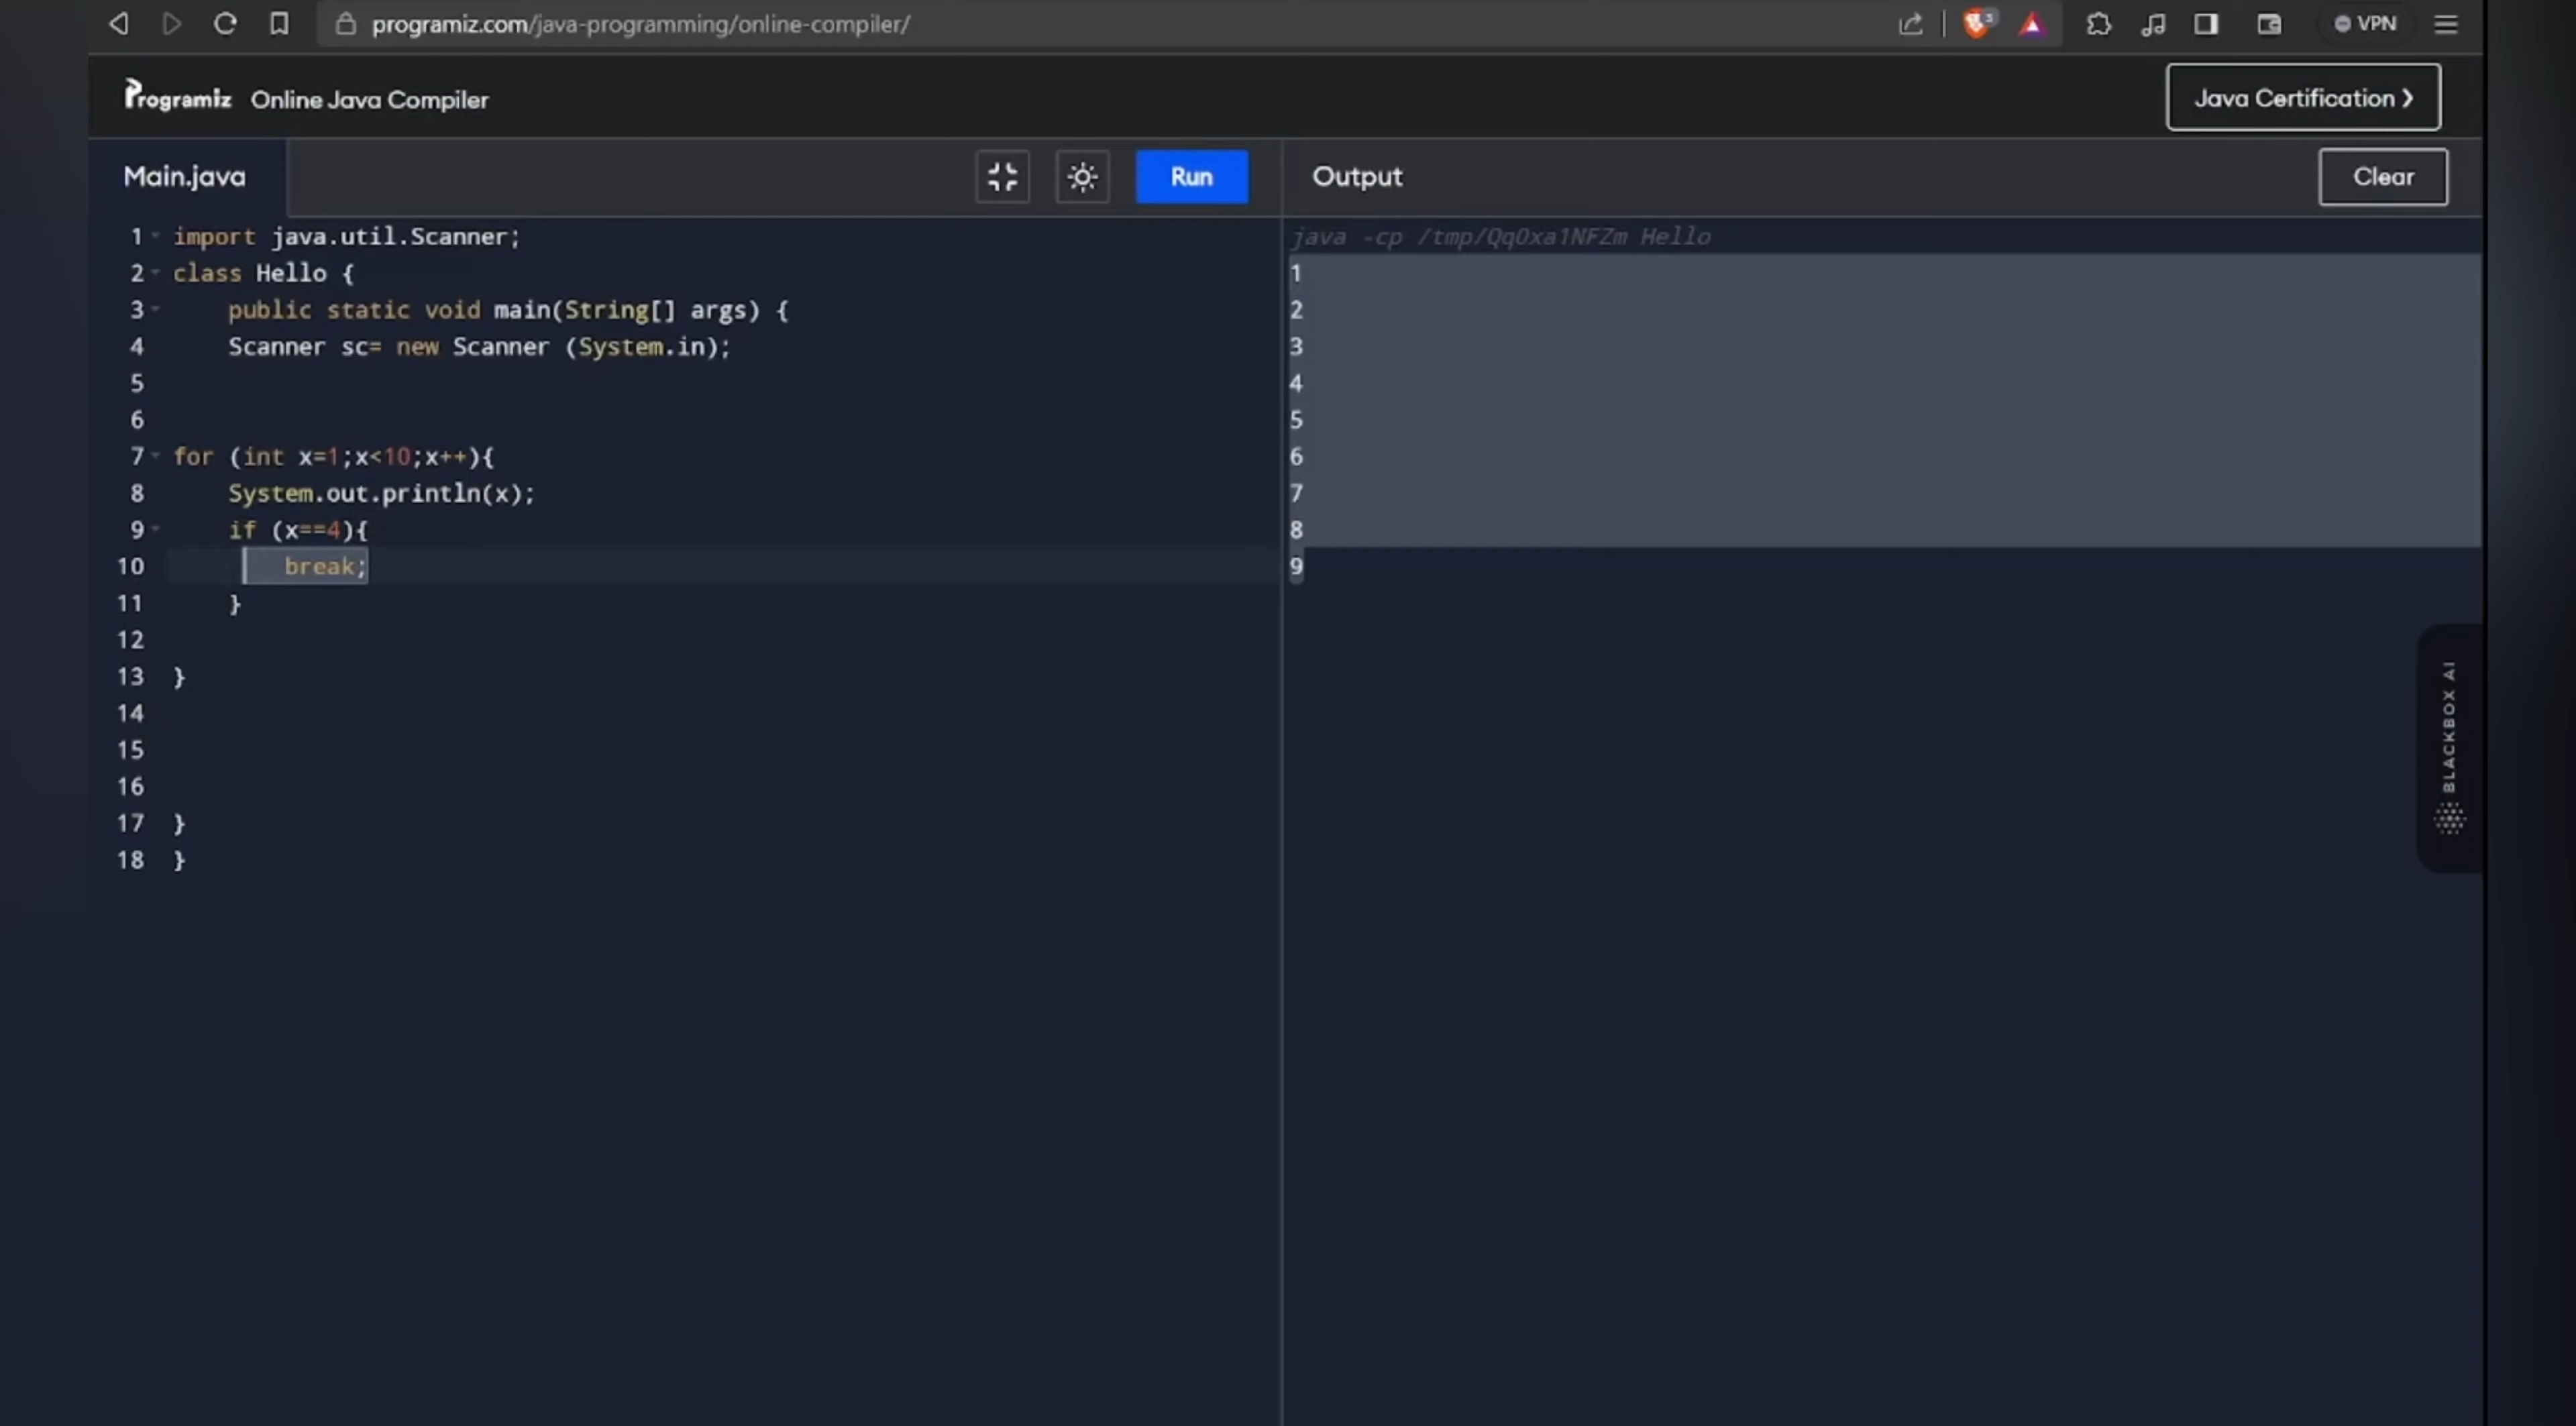 programiz.com/java-programming/online-compiler/
3
VPN
Programiz Online Java Compiler
Java Certification >
Main.java
Run
Output
Clear
1 import java.util.Scanner;
2 class Hello {
3 public static void main(String[] args) {
4 Scanner sc= new Scanner (System.in);
5
6
7 for (int x=1;x<10;x++){
8 System.out.println(x);
9 if (x==4){
10 break;
11 }
12
13 }
14
15
16
17 }
18 }
java -cp /tmp/Qq0xa1NFZm Hello
1
2
3
4
5
6
7
8
9
BLACKBOX AI